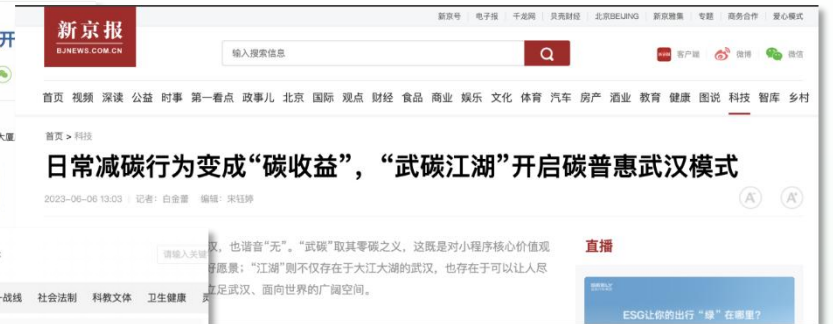 开
新京报
BJNEWS.COM.CN
新京号 电子报 千龙网 贝壳财经 北京BEIJING 新京雅集 专题 商务合作 爱心模式
输入搜索信息
客户端 微博 微信
首页 视频 深读 公益 时事 第一看点 政事儿 北京 国际 观点 财经 食品 商业 娱乐 文化 体育 汽车 房产 酒业 教育 健康 图说 科技 智库 乡村
大厦
首页 > 科技
日常减碳行为变成“碳收益”，“武碳江湖”开启碳普惠武汉模式
2023-06-06 13:03 记者：白金蕾 编辑：宋钰婷
A A
汉，也谐音“无”。“武碳”取其零碳之义，这既是对小程序核心价值观
好愿景；“江湖”则不仅存在于大江大湖的武汉，也存在于可以让人尽
立足武汉、面向世界的广阔空间。
直播
请输入关键
战线 社会法制 科教文体 卫生健康
ESG让你的出行“绿”在哪里？